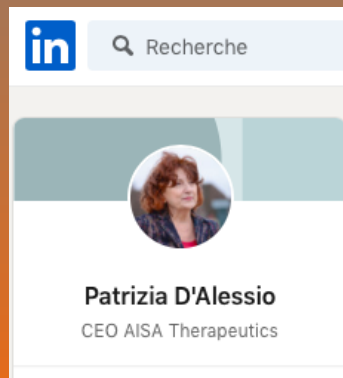 in
Recherche
Patrizia D'Alessio
CEO AISA Therapeutics